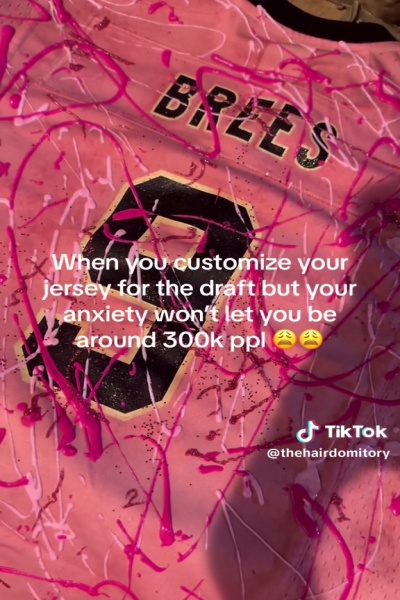 BREES
9
When you customize your
jersey for the draft but your
anxiety won't let you be
around 300k ppl 😩😩
TikTok
@thehairdomitory